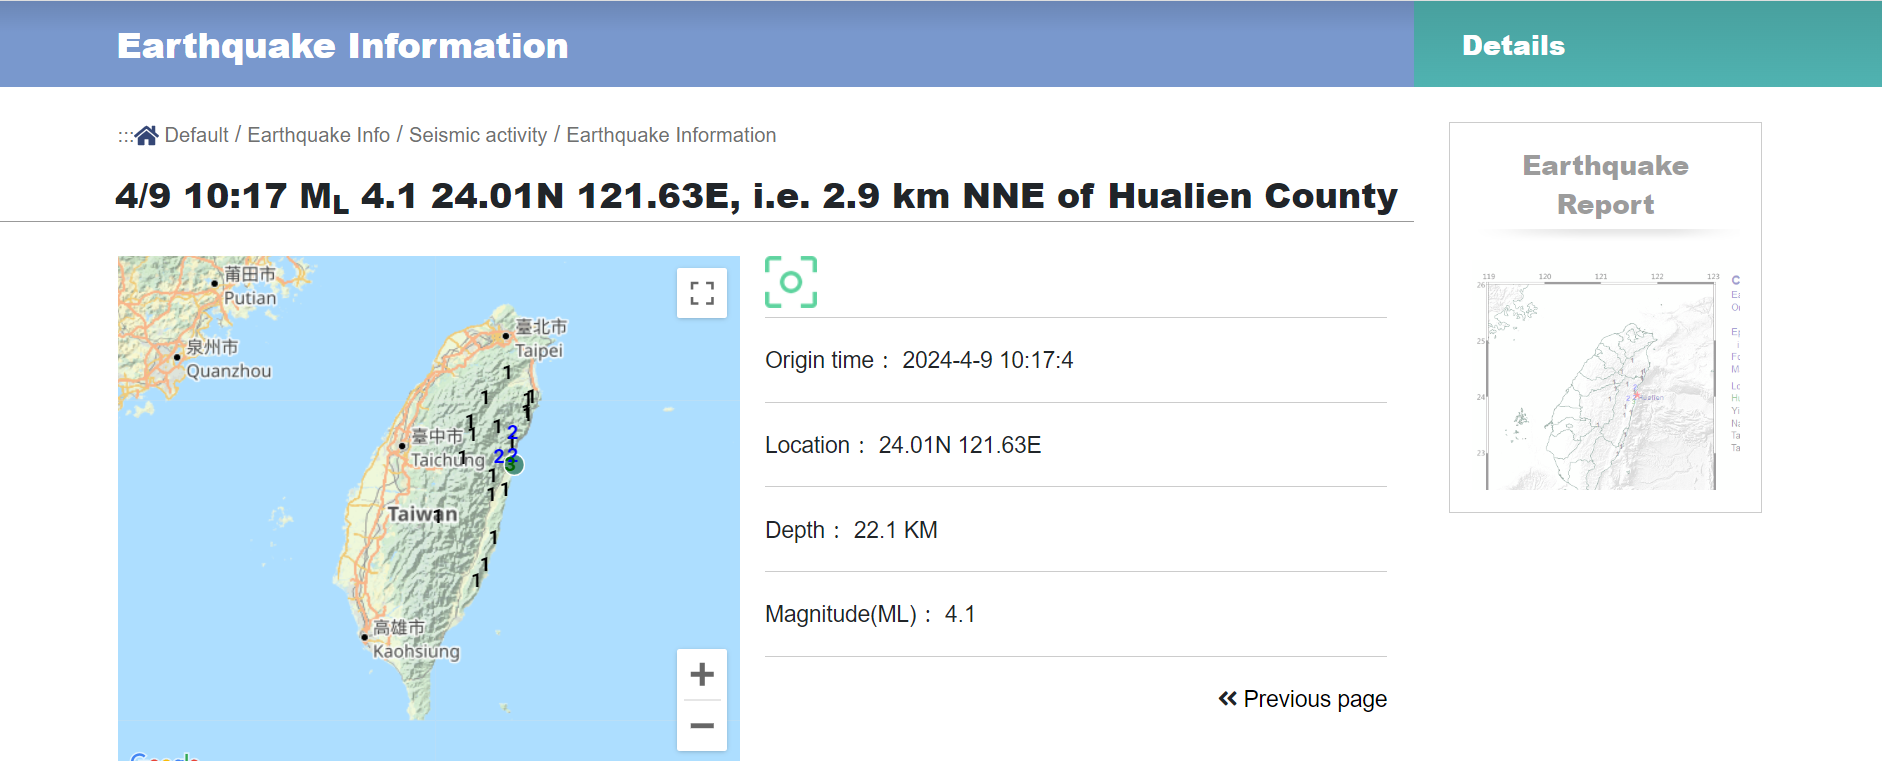 Earthquake Information
Details
:::
Default / Earthquake Info / Seismic activity / Earthquake Information
4/9 10:17 ML 4.1 24.01N 121.63E, i.e. 2.9 km NNE of Hualien County
莆田市
Putian
泉州市
Quanzhou
臺北市
Taipei
1
1
1
1
1
1
1
1
臺中市
2
1
Taichung
1
2
2
3
1
1
1
Taiwan
1
1
1
1
高雄市
Kaohsiung
Google
Origin time : 2024-4-9 10:17:4
Location : 24.01N 121.63E
Depth : 22.1 KM
Magnitude(ML) : 4.1
Previous page
Earthquake
Report
119 120 121 122 123
26
25
24
23
Hualien